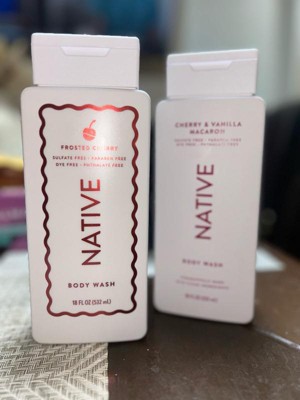 FROSTED CHERRY
SULFATE FREE • PARABEN FREE
DYE FREE • PHTHALATE FREE
NATIVE
BODY WASH
18 FL OZ (532 mL)
CHERRY & VANILLA
MACARON
SULFATE FREE • PARABEN FREE
DYE FREE • PHTHALATE FREE
NATIVE
BODY WASH